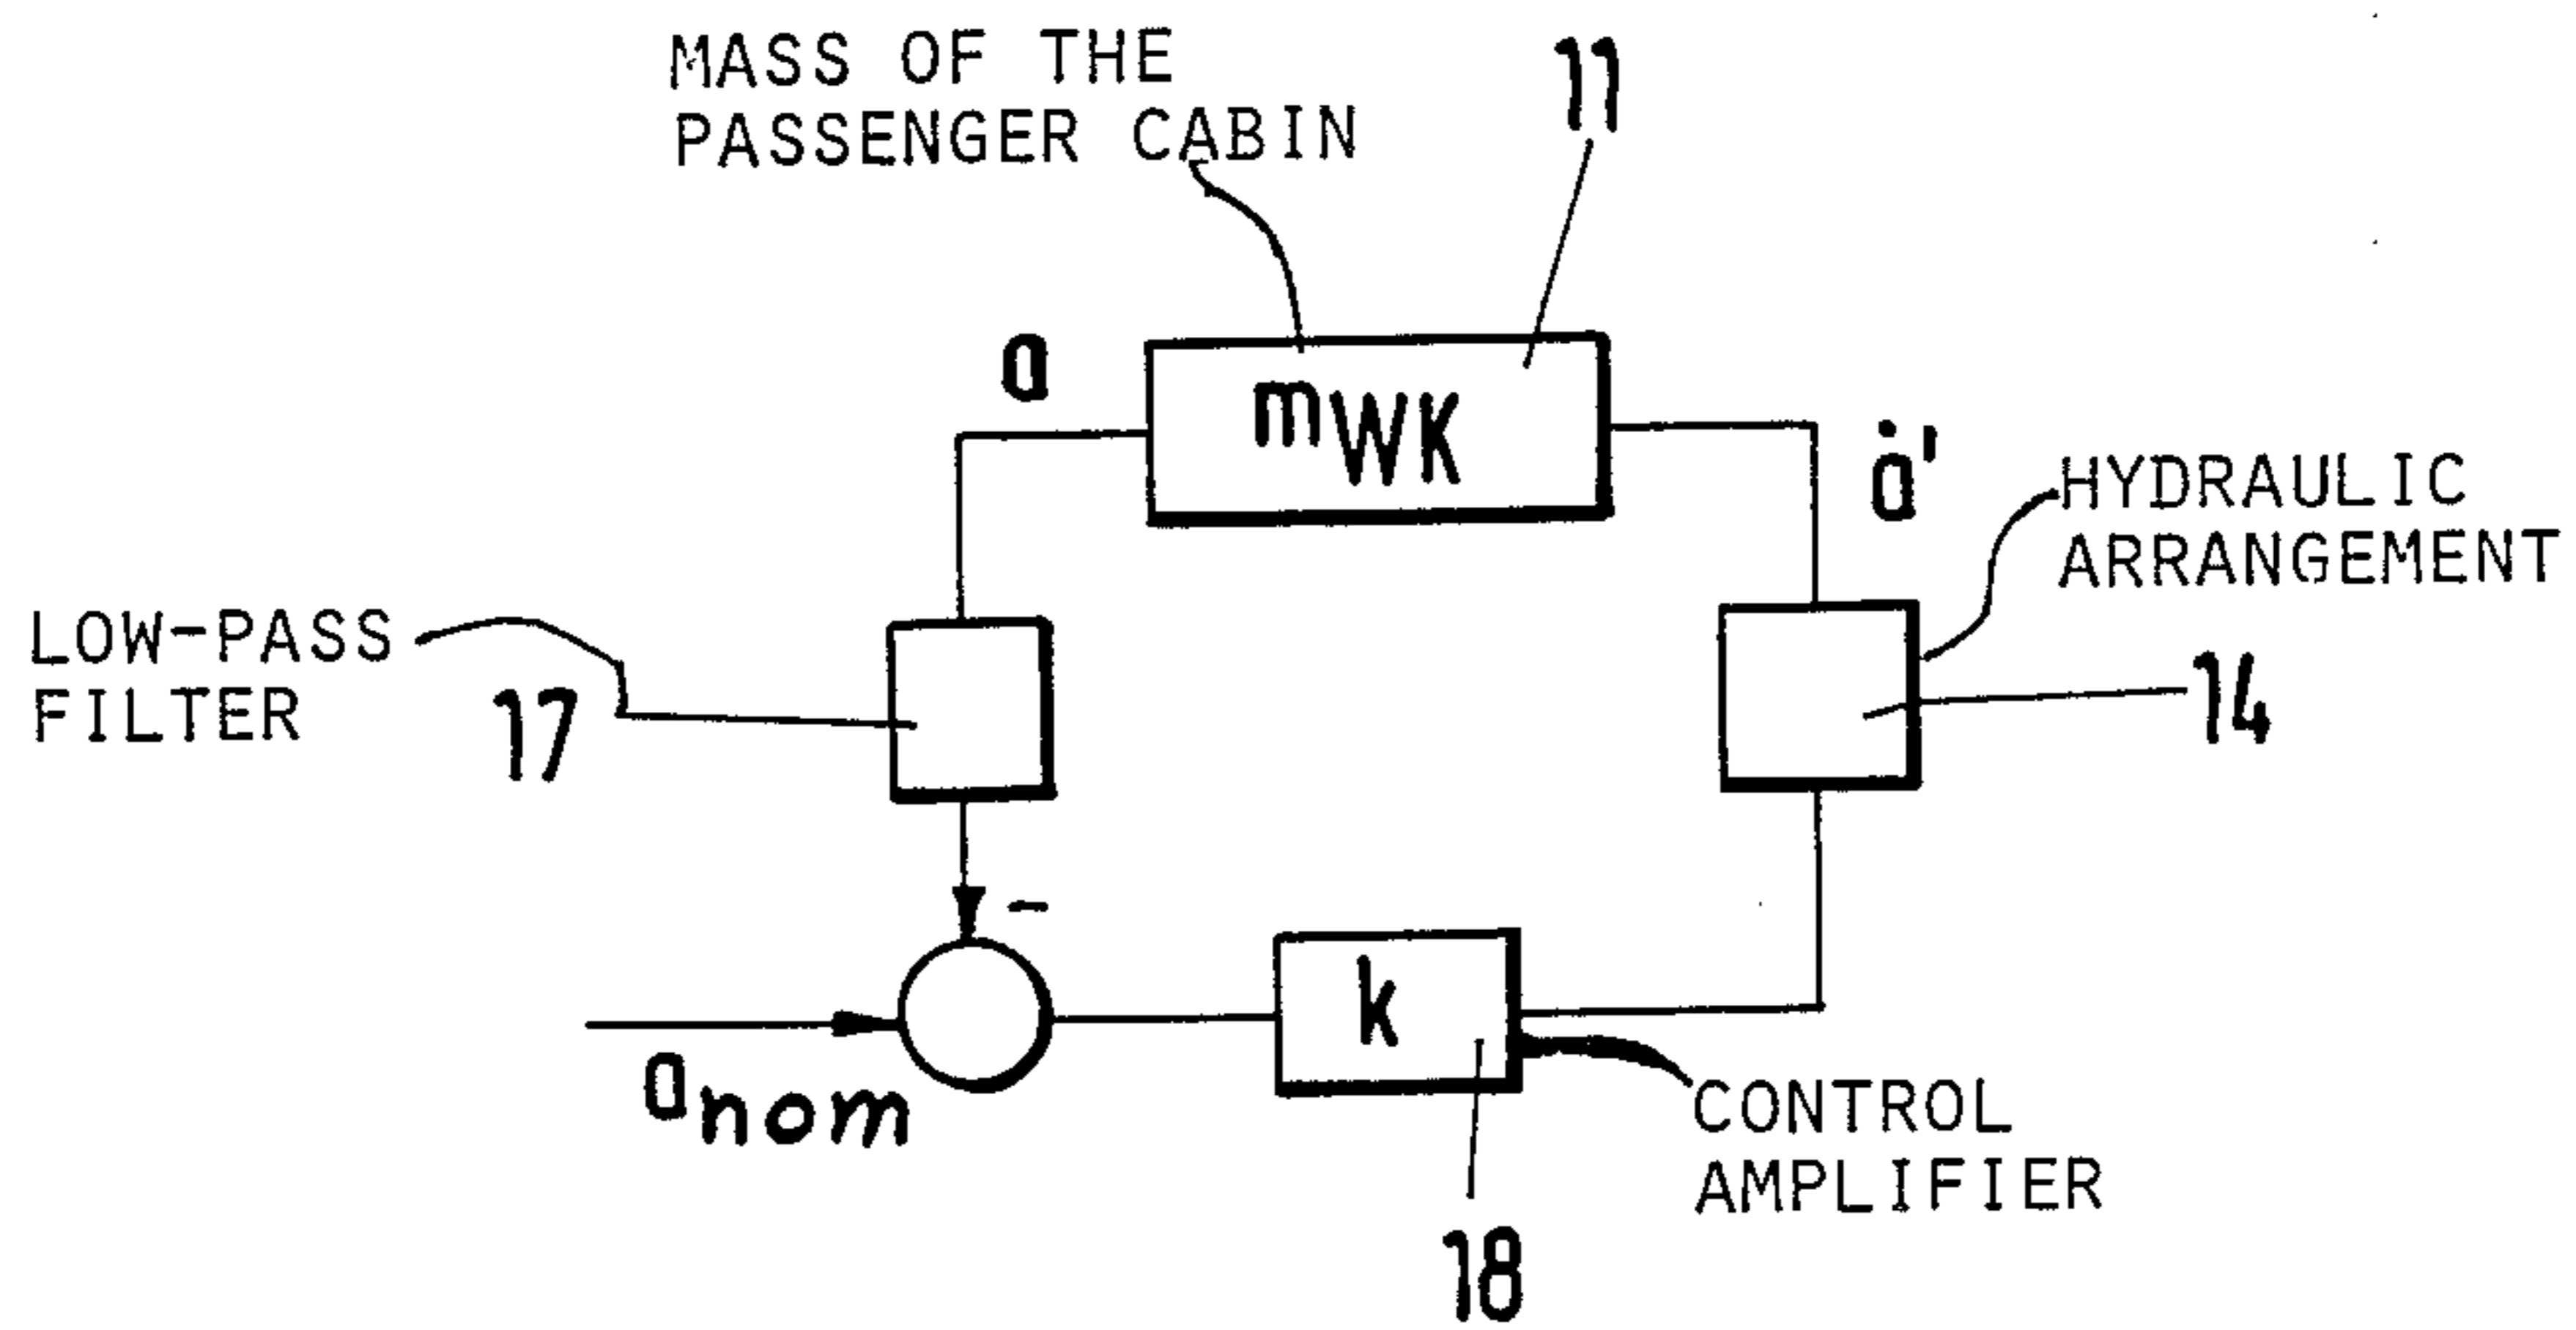 MASS OF THE
PASSENGER CABIN
11
a
mWK
ȧ'
HYDRAULIC
ARRANGEMENT
LOW-PASS
FILTER
17
14
-
k
anom
CONTROL
AMPLIFIER
18